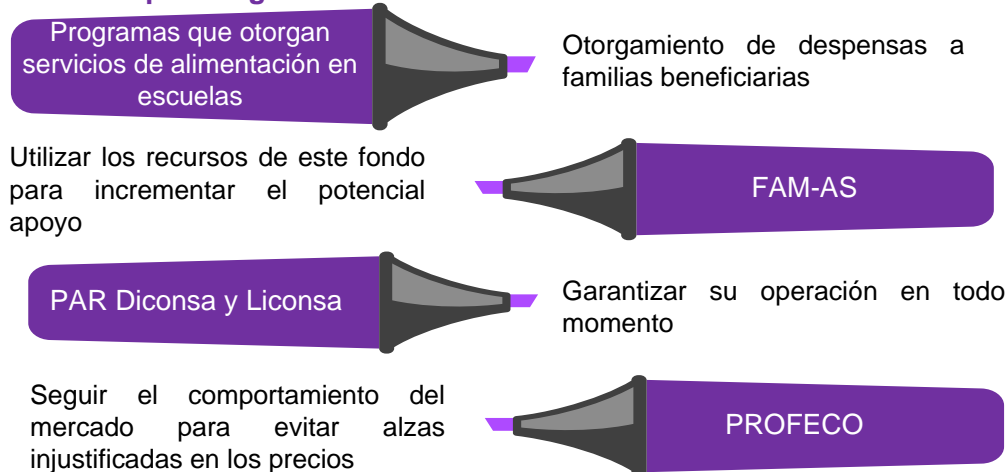 Programas que otorgan
servicios de alimentación en
escuelas
Otorgamiento de despensas a
familias beneficiarias
Utilizar los recursos de este fondo
para incrementar el potencial
apoyo
FAM-AS
PAR Diconsa y Liconsa
Garantizar su operación en todo
momento
Seguir el comportamiento del
mercado para evitar alzas
injustificadas en los precios
PROFECO